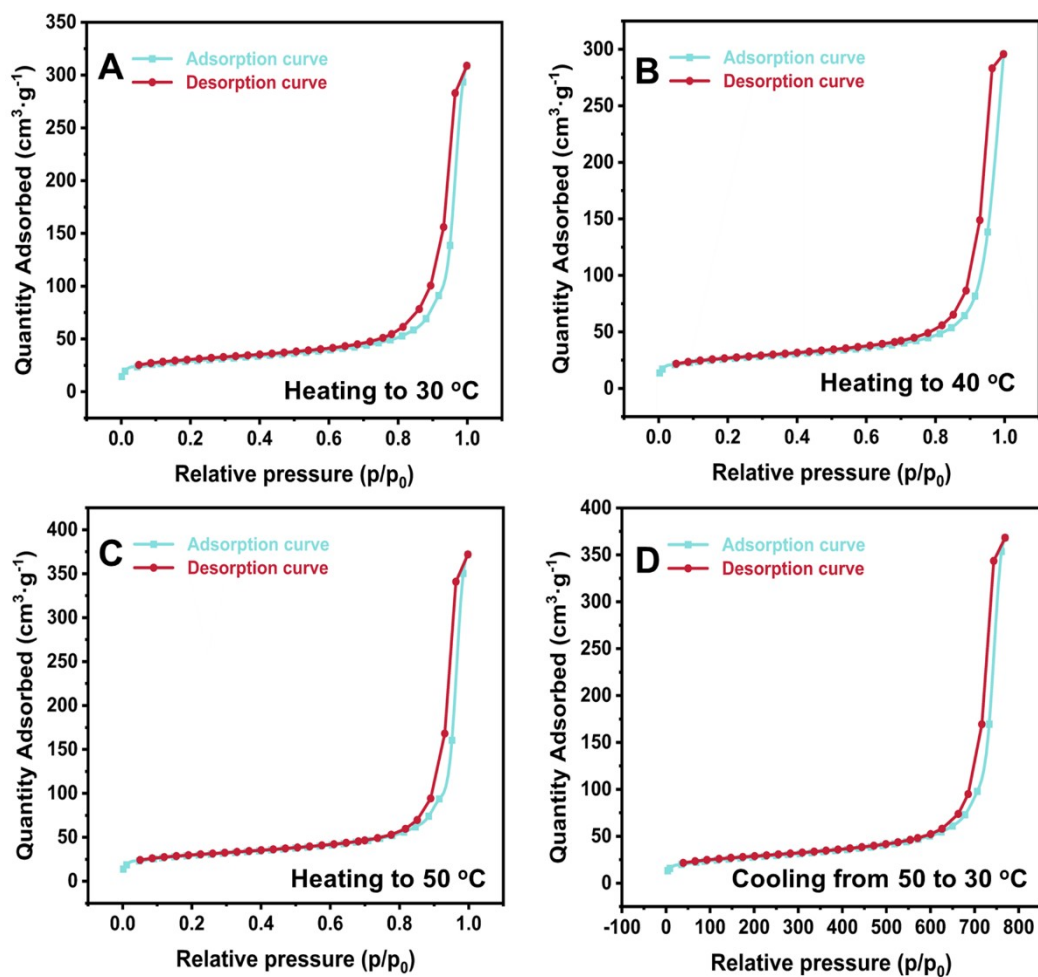 A
Adsorption curve
Desorption curve
Quantity Adsorbed (cm³·g⁻¹)
350
300
250
200
150
100
50
0
Heating to 30 °C
0.0 0.2 0.4 0.6 0.8 1.0
Relative pressure (p/p₀)
B
Adsorption curve
Desorption curve
Quantity Adsorbed (cm³·g⁻¹)
300
250
200
150
100
50
0
Heating to 40 °C
0.0 0.2 0.4 0.6 0.8 1.0
Relative pressure (p/p₀)
C
Adsorption curve
Desorption curve
Quantity Adsorbed (cm³·g⁻¹)
400
350
300
250
200
150
100
50
0
Heating to 50 °C
0.0 0.2 0.4 0.6 0.8 1.0
Relative pressure (p/p₀)
D
Adsorption curve
Desorption curve
Quantity Adsorbed (cm³·g⁻¹)
400
350
300
250
200
150
100
50
0
Cooling from 50 to 30 °C
-100 0 100 200 300 400 500 600 700 800
Relative pressure (p/p₀)